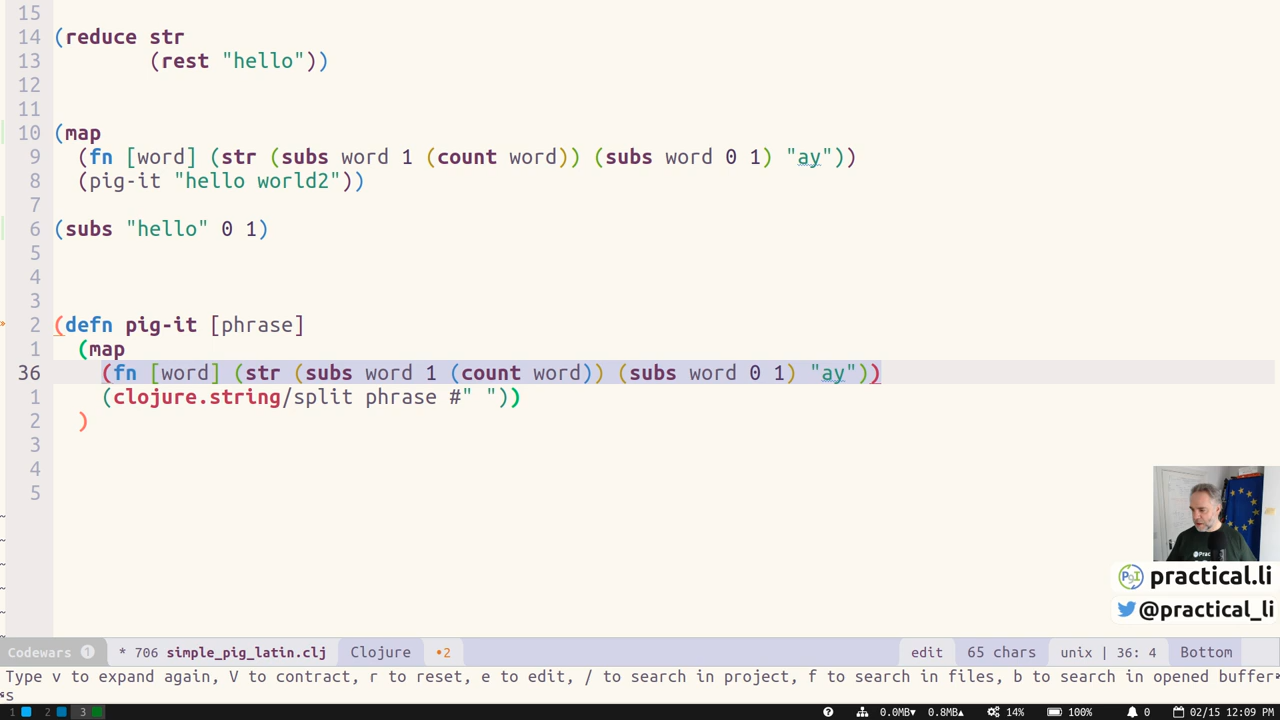 15
14 (reduce str
13 (rest "hello"))
12
11
10 (map
9 (fn [word] (str (subs word 1 (count word)) (subs word 0 1) "ay"))
8 (pig-it "hello world2"))
7
6 (subs "hello" 0 1)
5
4
3
2 (defn pig-it [phrase]
1 (map
36 (fn [word] (str (subs word 1 (count word)) (subs word 0 1) "ay"))
1 (clojure.string/split phrase #" "))
2 )
3
4
5
practical.li
@practical_li
Codewars 1 * 706 simple_pig_latin.clj Clojure •2 edit 65 chars unix | 36: 4 Bottom
Type v to expand again, V to contract, r to reset, e to edit, / to search in project, f to search in files, b to search in opened buffer
s
1 2 3 0.0MB▾ 0.8MB▴ 14% 100% 0 02/15 12:09 PM